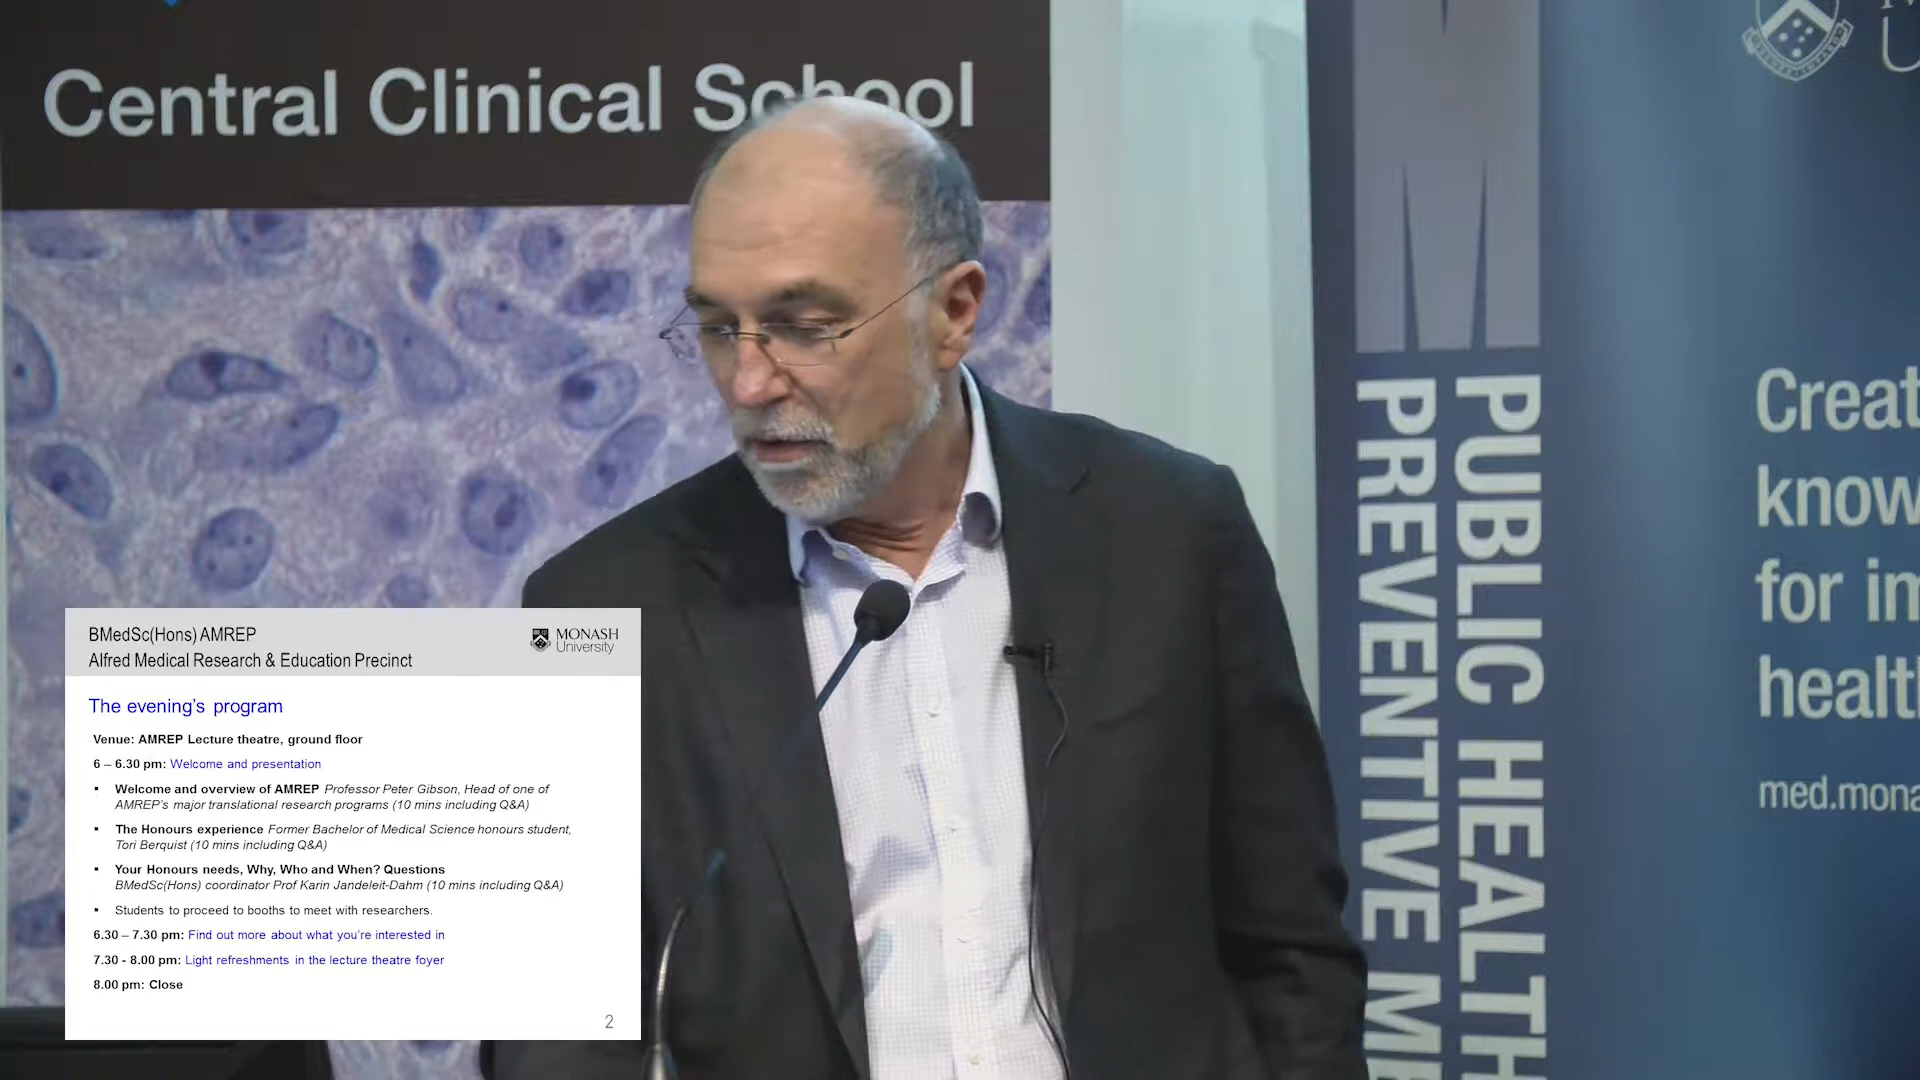 Central Clinical School
BMedSc(Hons) AMREP
Alfred Medical Research & Education Precinct
MONASH
University
The evening's program
Venue: AMREP Lecture theatre, ground floor
6 – 6.30 pm: Welcome and presentation
▪ Welcome and overview of AMREP Professor Peter Gibson, Head of one of
AMREP's major translational research programs (10 mins including Q&A)
▪ The Honours experience Former Bachelor of Medical Science honours student,
Tori Berquist (10 mins including Q&A)
▪ Your Honours needs, Why, Who and When? Questions
BMedSc(Hons) coordinator Prof Karin Jandeleit-Dahm (10 mins including Q&A)
▪ Students to proceed to booths to meet with researchers.
6.30 – 7.30 pm: Find out more about what you're interested in
7.30 - 8.00 pm: Light refreshments in the lecture theatre foyer
8.00 pm: Close
2
PUBLIC HEALTH
PREVENTIVE ME
Creat
know
for im
healt
med.mona